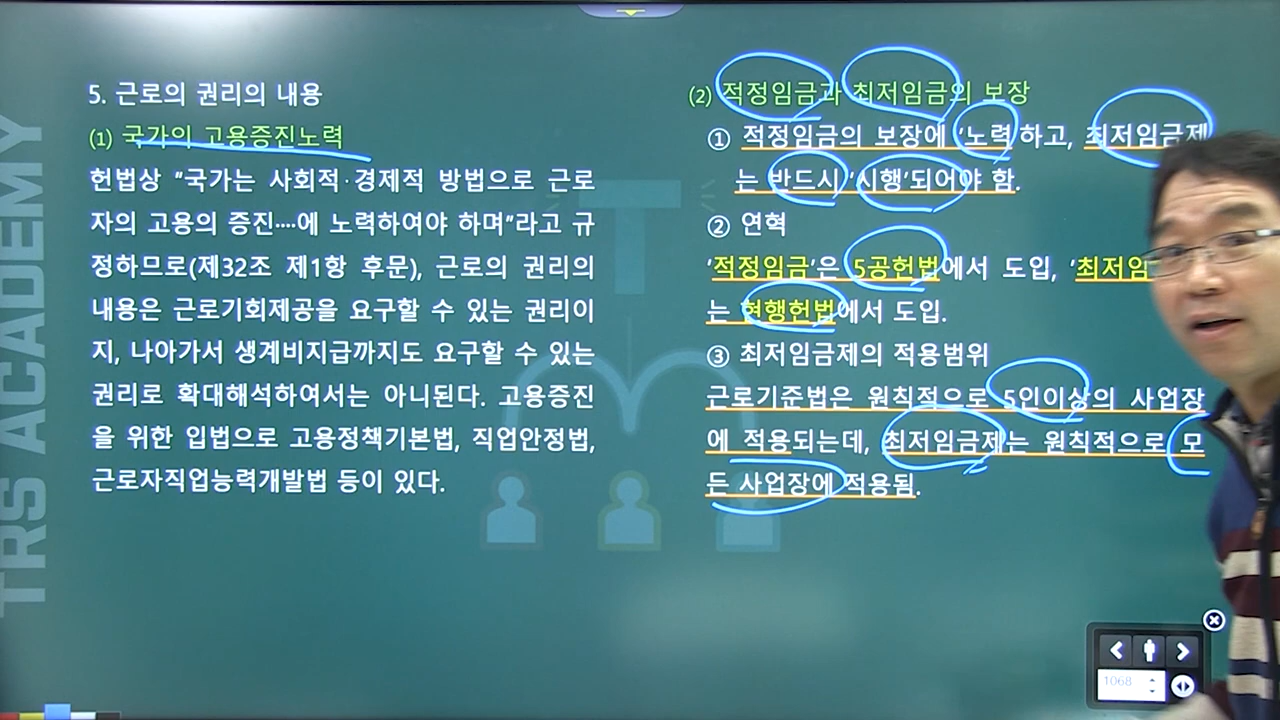 TRS ACADEMY
5. 근로의 권리의 내용
(1) 국가의 고용증진노력
헌법상 "국가는 사회적·경제적 방법으로 근로
자의 고용의 증진····에 노력하여야 하며"라고 규
정하므로(제32조 제1항 후문), 근로의 권리의
내용은 근로기회제공을 요구할 수 있는 권리이
지, 나아가서 생계비지급까지도 요구할 수 있는
권리로 확대해석하여서는 아니된다. 고용증진
을 위한 입법으로 고용정책기본법, 직업안정법,
근로자직업능력개발법 등이 있다.
(2) 적정임금과 최저임금의 보장
① 적정임금의 보장에 '노력'하고, 최저임금제
는 반드시 '시행'되어야 함.
② 연혁
'적정임금'은 5공헌법에서 도입, '최저임
는 현행헌법에서 도입.
③ 최저임금제의 적용범위
근로기준법은 원칙적으로 5인이상의 사업장
에 적용되는데, 최저임금제는 원칙적으로 모
든 사업장에 적용됨.
1068